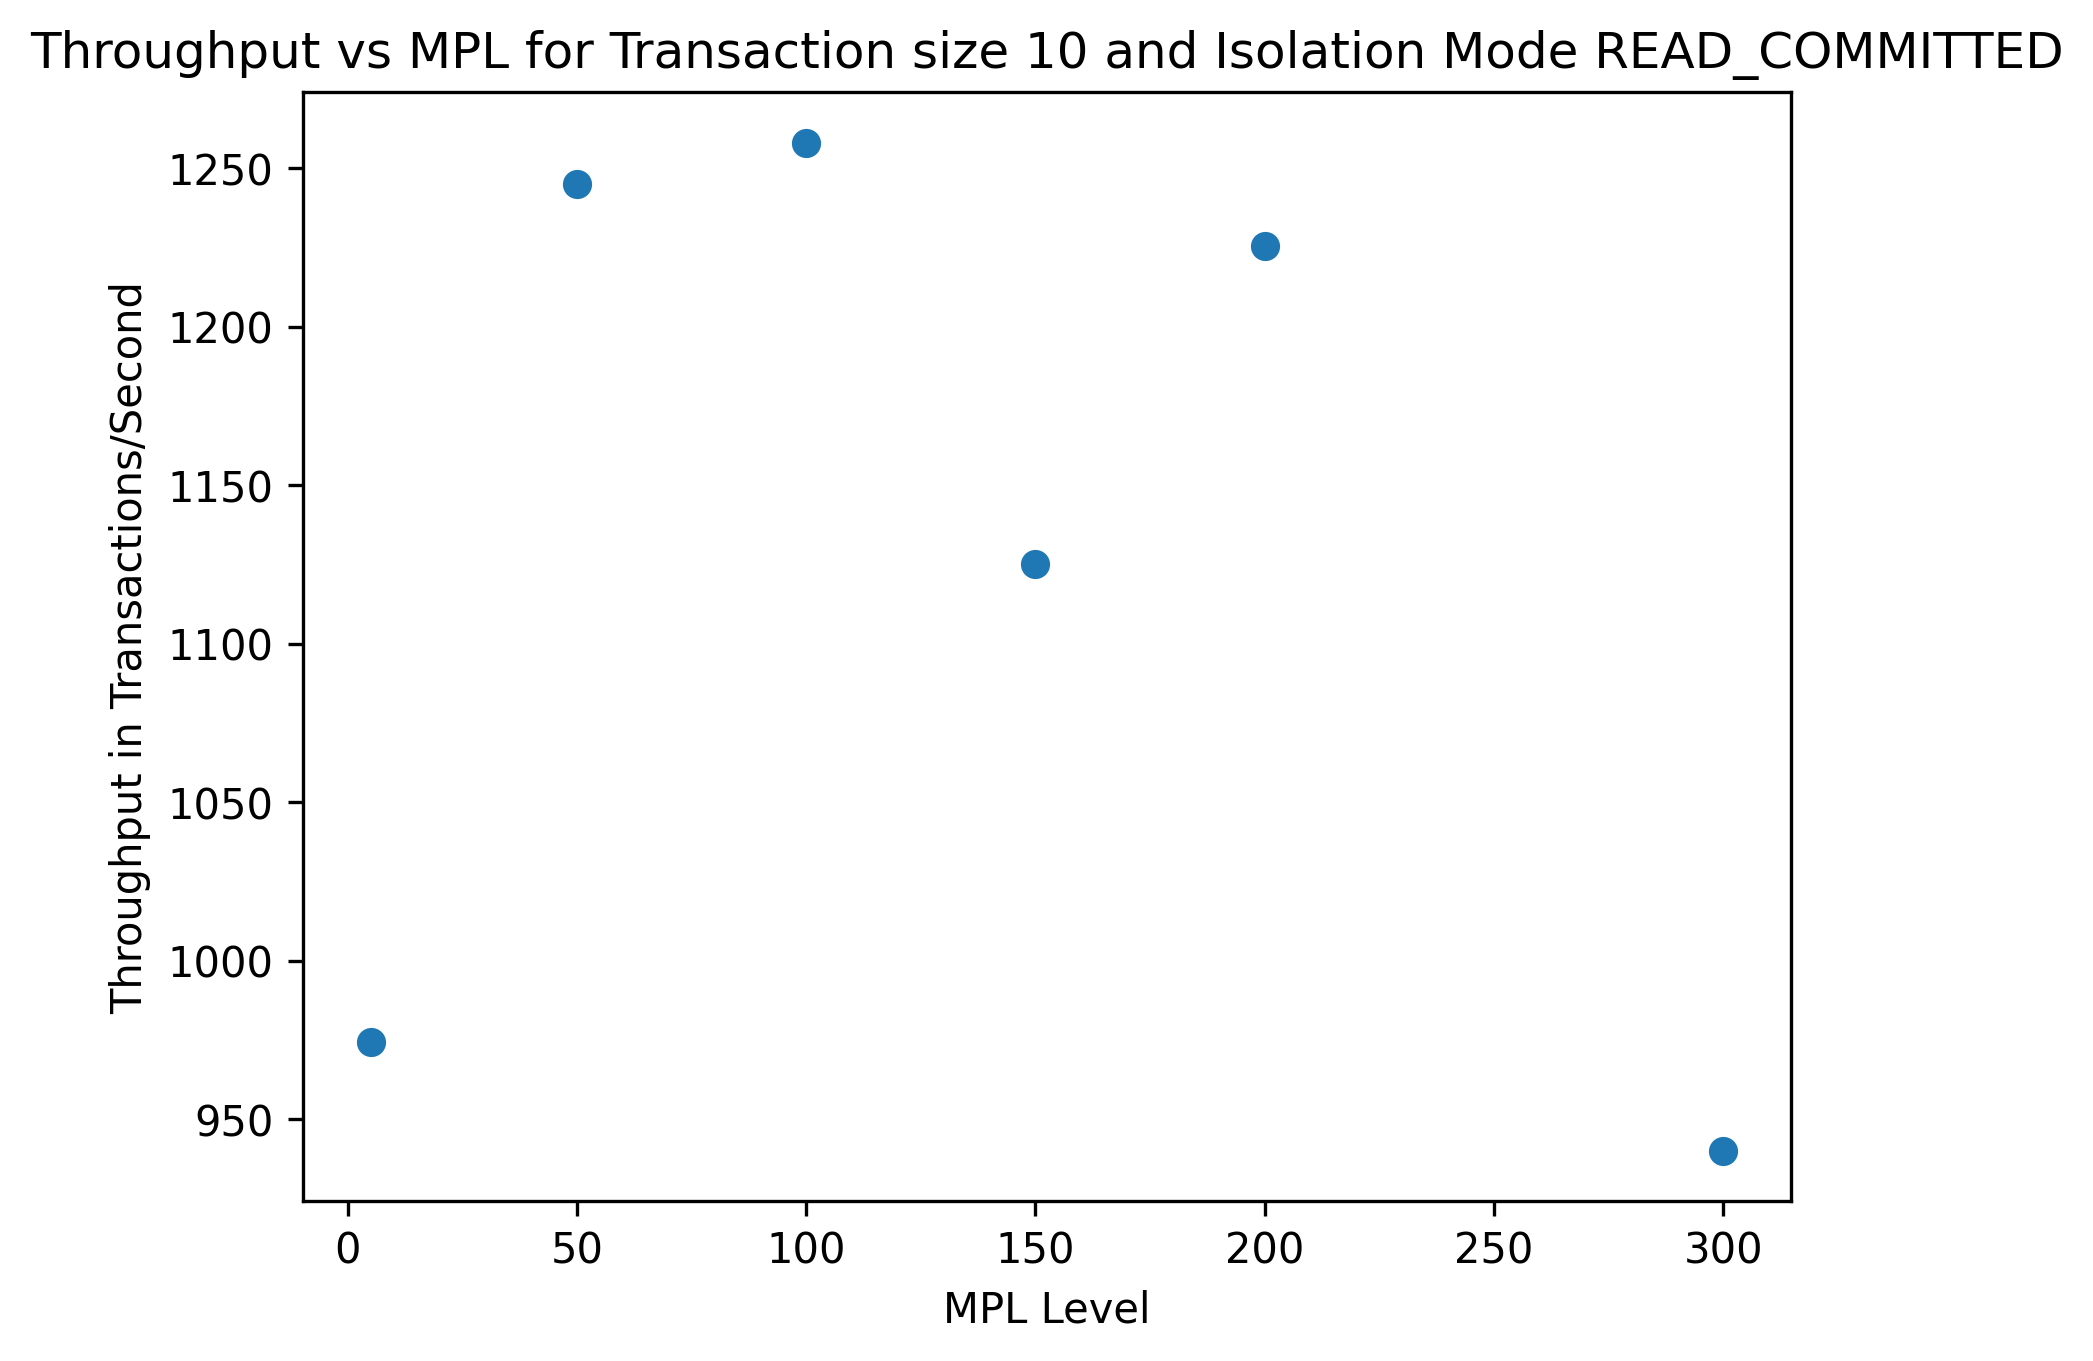 Throughput vs MPL for Transaction size 10 and Isolation Mode READ_COMMITTED
Throughput in Transactions/Second
1250
1200
1150
1100
1050
1000
950
0 50 100 150 200 250 300
MPL Level